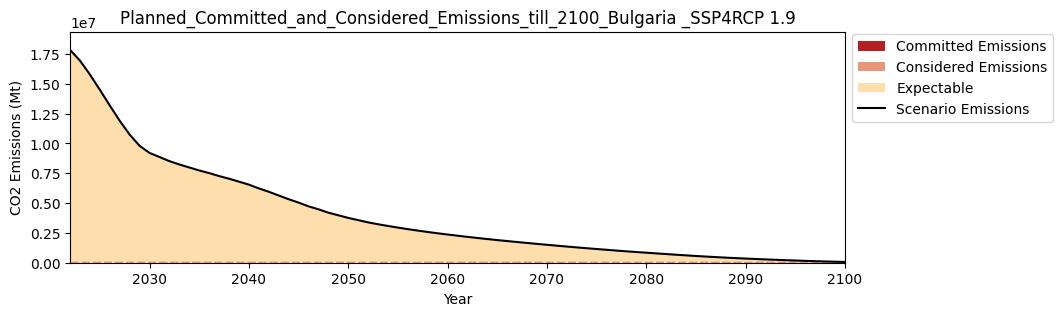 Planned_Committed_and_Considered_Emissions_till_2100_Bulgaria _SSP4RCP 1.9
1e7
CO2 Emissions (Mt)
1.75
1.50
1.25
1.00
0.75
0.50
0.25
0.00
2030 2040 2050 2060 2070 2080 2090 2100
Year
Committed Emissions
Considered Emissions
Expectable
Scenario Emissions